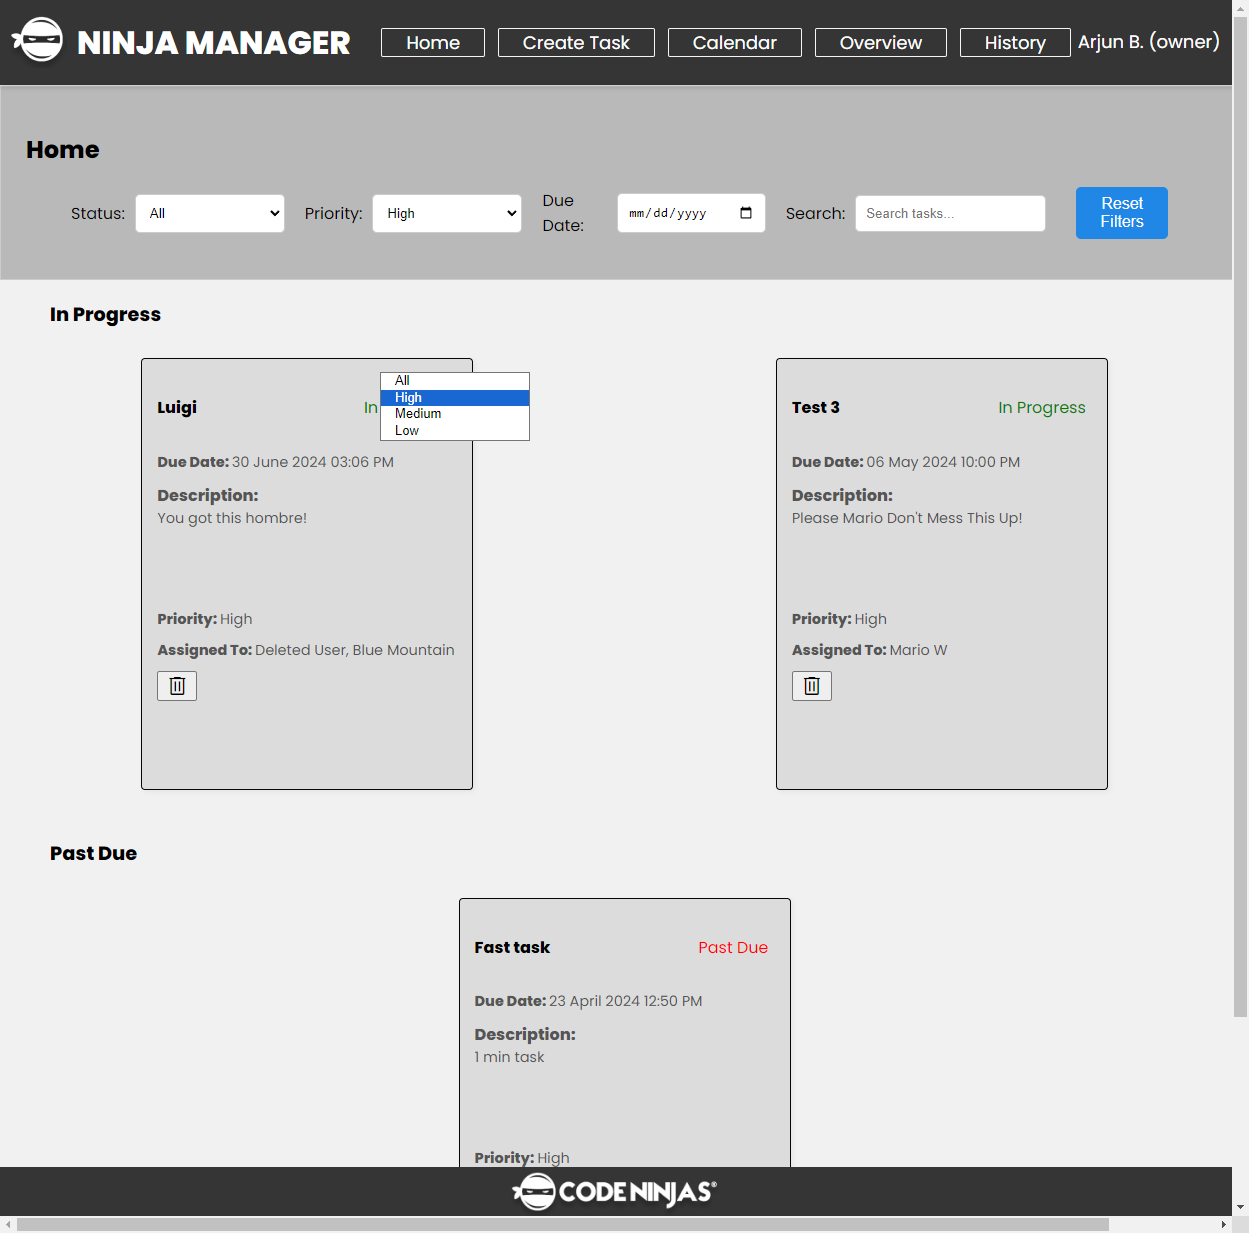 NINJA MANAGER
Home
Create Task
Calendar
Overview
History
Arjun B. (owner)
Home
Status:
All
Priority:
High
Due
Date:
mm/dd/yyyy
Search:
Search tasks...
Reset
Filters
In Progress
Luigi
In
All
High
Medium
Low
Due Date: 30 June 2024 03:06 PM
Description:
You got this hombre!
Priority: High
Assigned To: Deleted User, Blue Mountain
Test 3
In Progress
Due Date: 06 May 2024 10:00 PM
Description:
Please Mario Don't Mess This Up!
Priority: High
Assigned To: Mario W
Past Due
Fast task
Past Due
Due Date: 23 April 2024 12:50 PM
Description:
1 min task
Priority: High
CODE NINJAS®